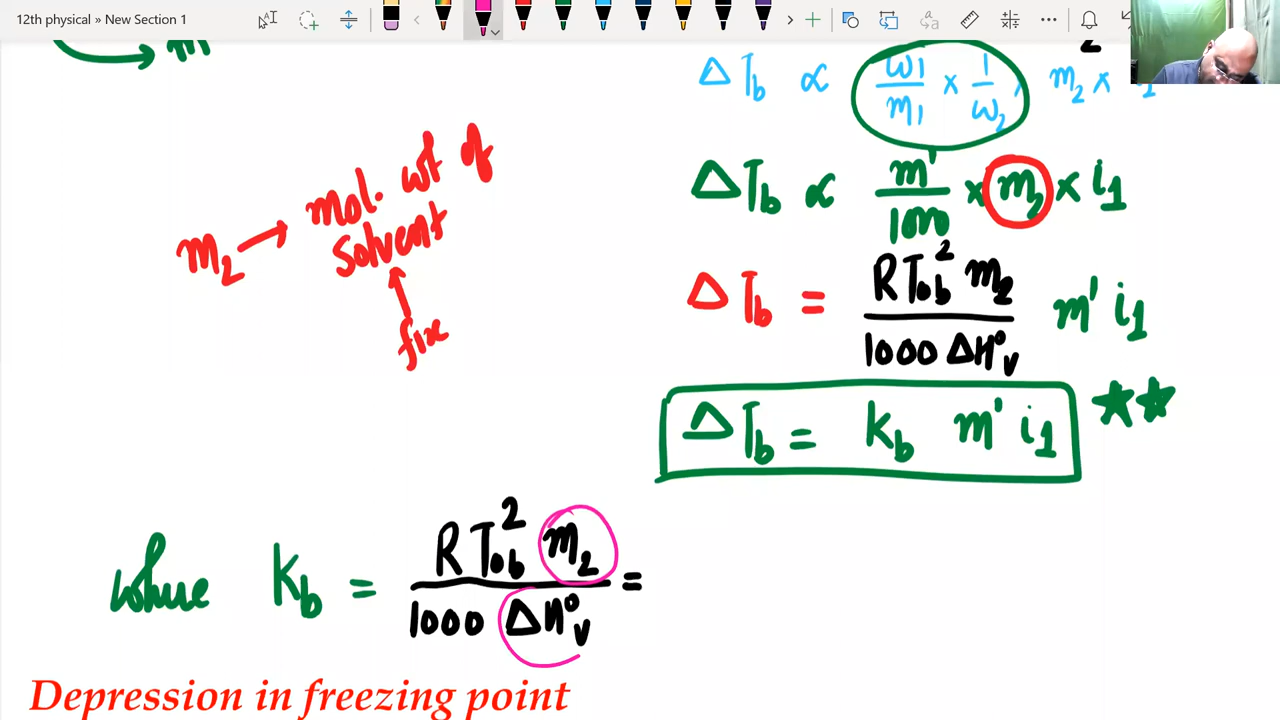 12th physical » New Section 1
m
ΔTb ∝ w1/m1 × 1/w2 × m2 ×
ΔTb ∝ m'/1000 × m2 × i1
m2 → mol. wt of
solvent
fix
ΔTb = RTob² m2 / 1000 ΔH°v m' i1
ΔTb = Kb m' i1 ★★
where Kb = RTob² m2 / 1000 ΔH°v =
Depression in freezing point